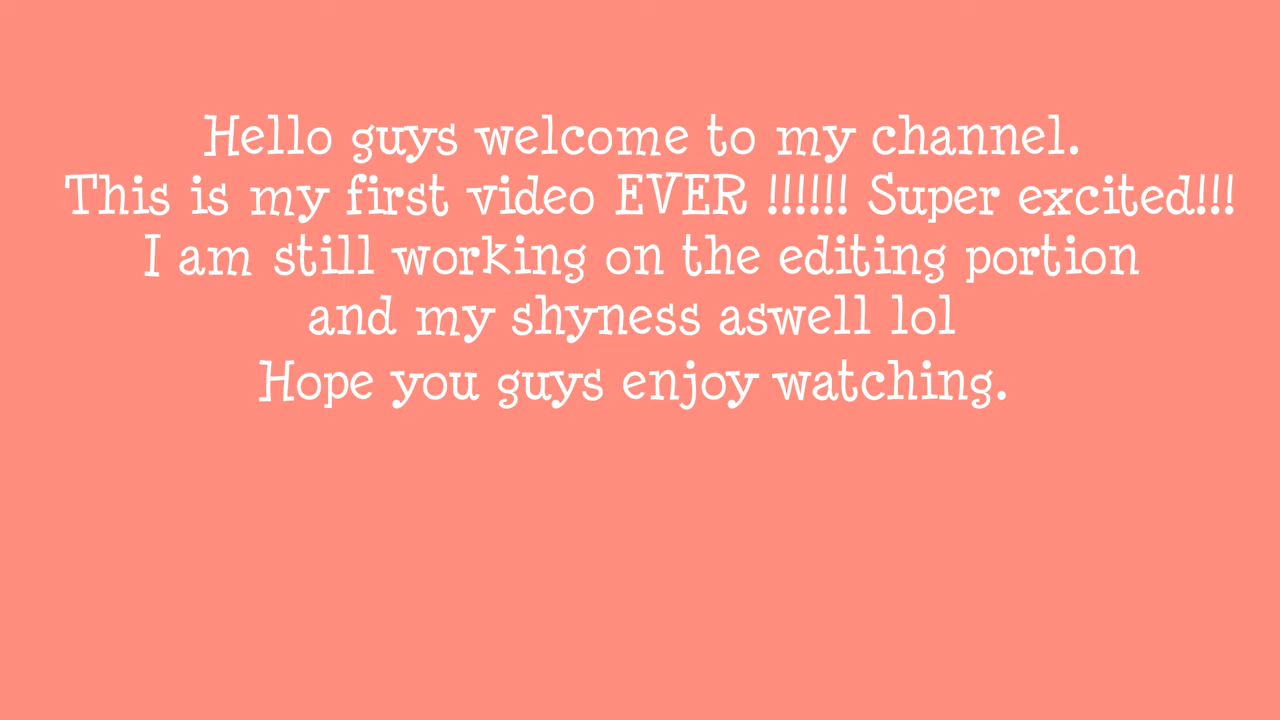 Hello guys welcome to my channel.
This is my first video EVER !!!!!! Super excited!!!
I am still working on the editing portion
and my shyness aswell lol
Hope you guys enjoy watching.